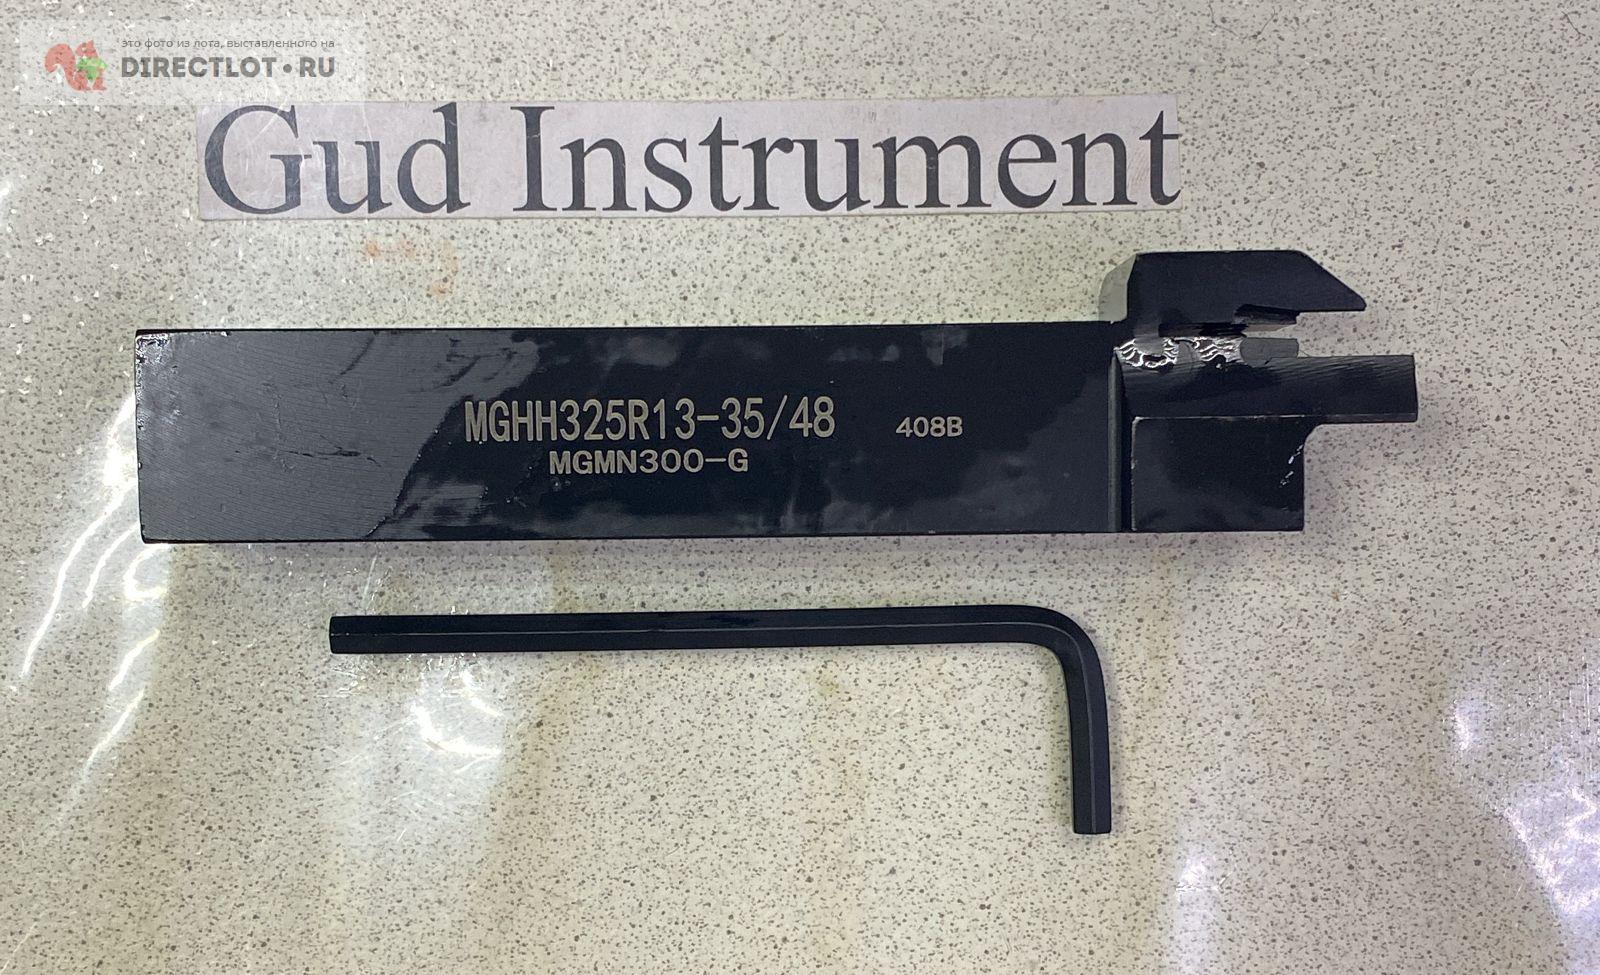 это фото из лота, выставленного на
DIRECTLOT•RU
Gud Instrument
MGHH325R13-35/48 408B
MGMN300-G